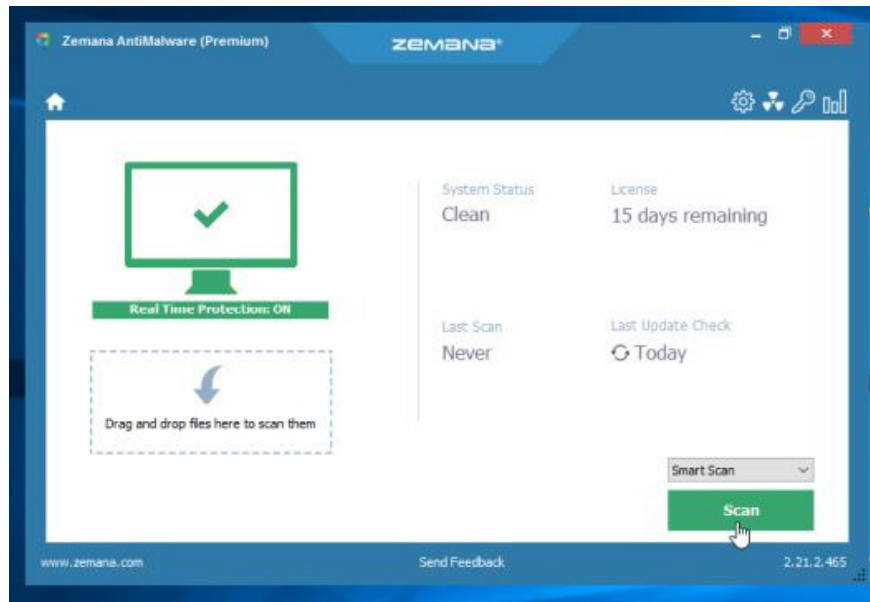 Zemana AntiMalware (Premium)
zemana
System Status
Clean
License
15 days remaining
Real Time Protection: ON
Last Scan
Never
Last Update Check
Today
Drag and drop files here to scan them
Smart Scan
Scan
www.zemana.com
Send Feedback
2.21.2.465